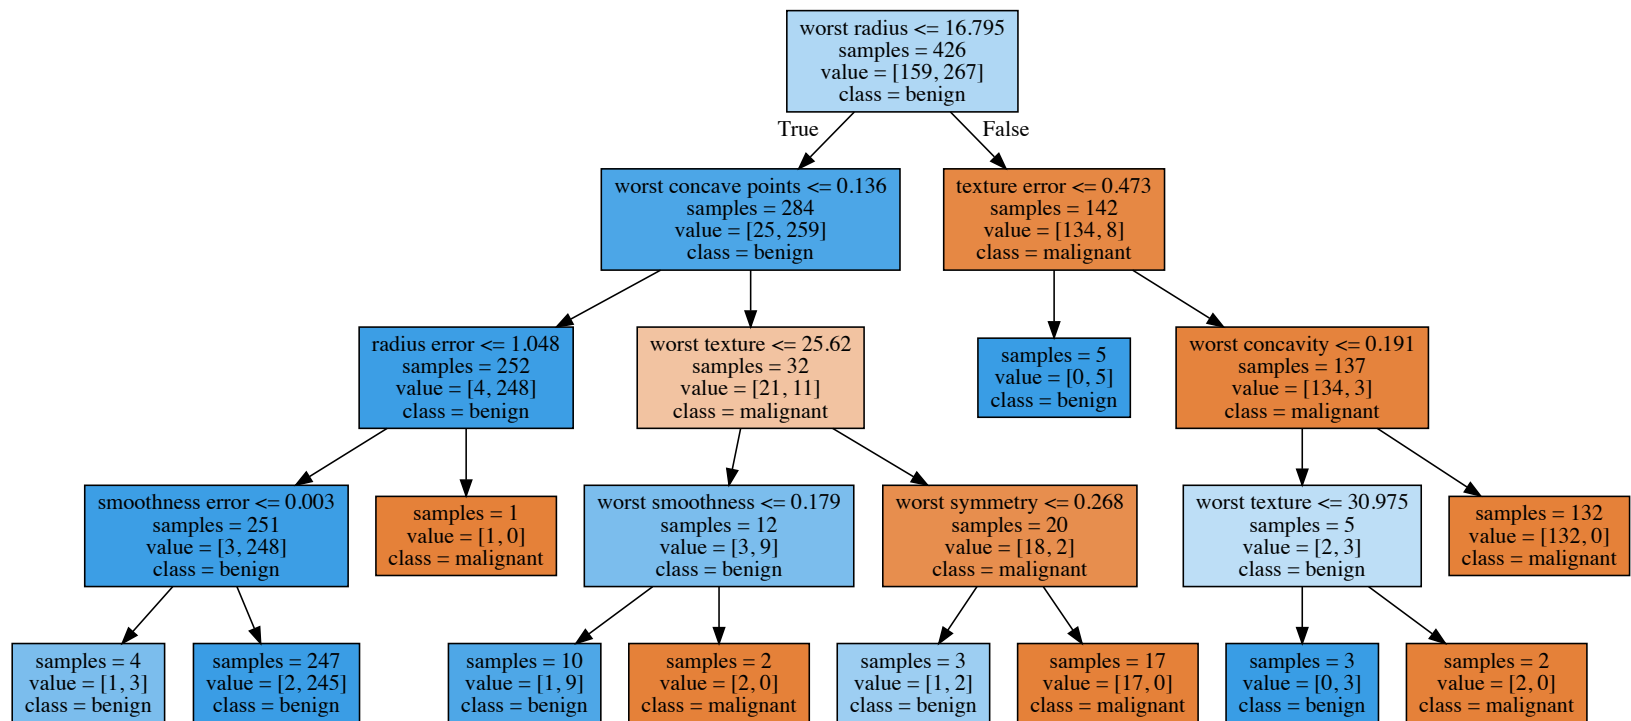 worst radius <= 16.795
samples = 426
value = [159, 267]
class = benign
True
False
worst concave points <= 0.136
samples = 284
value = [25, 259]
class = benign
texture error <= 0.473
samples = 142
value = [134, 8]
class = malignant
radius error <= 1.048
samples = 252
value = [4, 248]
class = benign
worst texture <= 25.62
samples = 32
value = [21, 11]
class = malignant
samples = 5
value = [0, 5]
class = benign
worst concavity <= 0.191
samples = 137
value = [134, 3]
class = malignant
smoothness error <= 0.003
samples = 251
value = [3, 248]
class = benign
samples = 1
value = [1, 0]
class = malignant
worst smoothness <= 0.179
samples = 12
value = [3, 9]
class = benign
worst symmetry <= 0.268
samples = 20
value = [18, 2]
class = malignant
worst texture <= 30.975
samples = 5
value = [2, 3]
class = benign
samples = 132
value = [132, 0]
class = malignant
samples = 4
value = [1, 3]
class = benign
samples = 247
value = [2, 245]
class = benign
samples = 10
value = [1, 9]
class = benign
samples = 2
value = [2, 0]
class = malignant
samples = 3
value = [1, 2]
class = benign
samples = 17
value = [17, 0]
class = malignant
samples = 3
value = [0, 3]
class = benign
samples = 2
value = [2, 0]
class = malignant